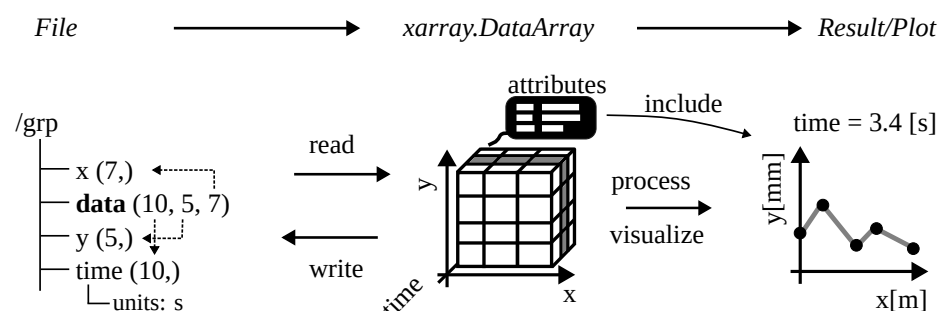 File
xarray.DataArray
Result/Plot
attributes
include
/grp
read
time = 3.4 [s]
x (7,)
data (10, 5, 7)
y (5,)
time (10,)
units: s
write
y
time
x
process
visualize
y[mm]
x[m]